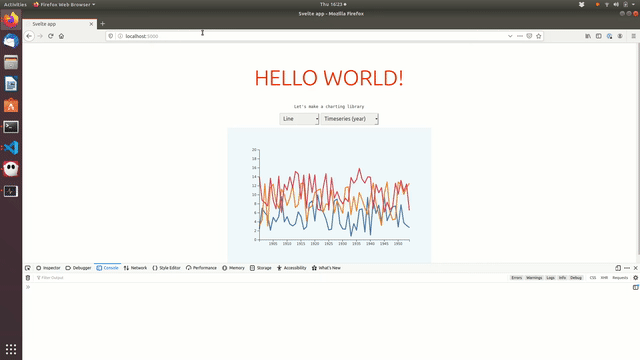 Activities
Firefox Web Browser
Thu 16:23
Svelte app - Mozilla Firefox
Svelte app
localhost:5000
HELLO WORLD!
Let's make a charting library
Line
Timeseries (year)
20
18
16
14
12
10
8
6
4
2
0
1905 1910 1915 1920 1925 1930 1935 1940 1945 1950
Inspector Debugger Console Network Style Editor Performance Memory Storage Accessibility What's New
Filter Output
Errors Warnings Logs Info Debug CSS XHR Requests